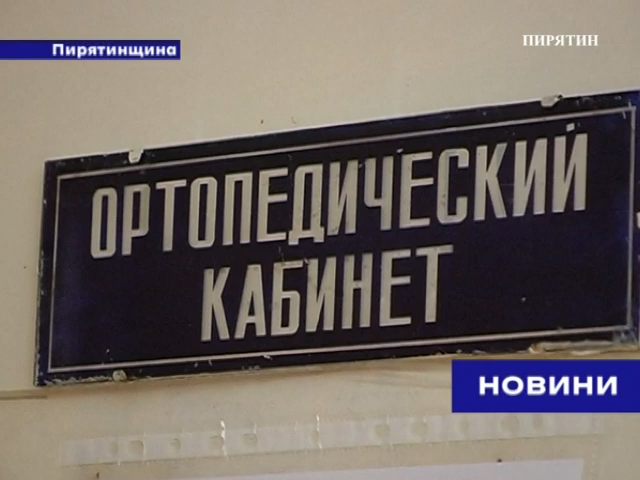 Пирятинщина
ПИРЯТИН
ОРТОПЕДИЧЕСКИЙ
КАБИНЕТ
НОВИНИ